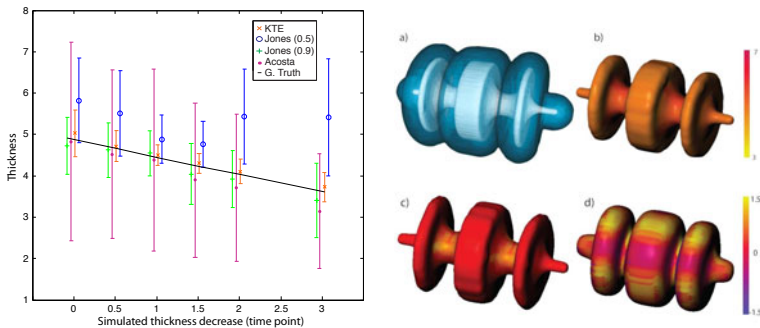 8
7
6
5
4
3
2
1
Thickness
0 0.5 1 1.5 2 2.5 3
Simulated thickness decrease (time point)
KTE
Jones (0.5)
Jones (0.9)
Acosta
G. Truth
a)
b)
7
3
c)
d)
1.5
0
-1.5